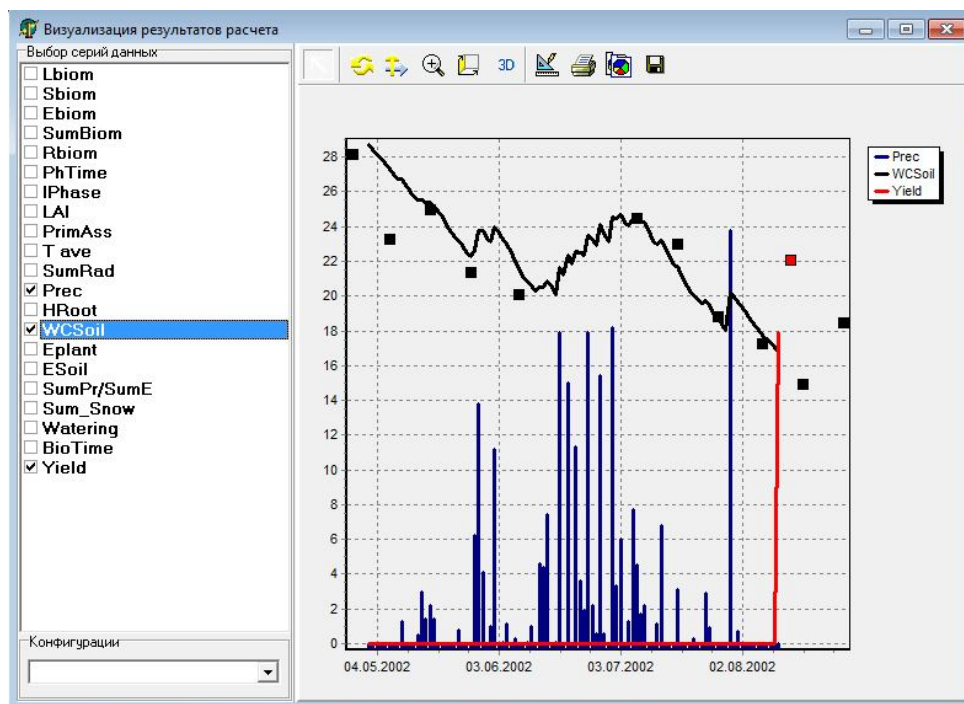 Визуализация результатов расчета
Выбор серий данных
Lbiom
Sbiom
Ebiom
SumBiom
Rbiom
PhTime
IPhase
LAI
PrimAss
T ave
SumRad
Prec
HRoot
WCSoil
Eplant
ESoil
SumPr/SumE
Sum_Snow
Watering
BioTime
Yield
Конфигурации
3D
28
26
24
22
20
18
16
14
12
10
8
6
4
2
0
04.05.2002 03.06.2002 03.07.2002 02.08.2002
Prec
WCSoil
Yield